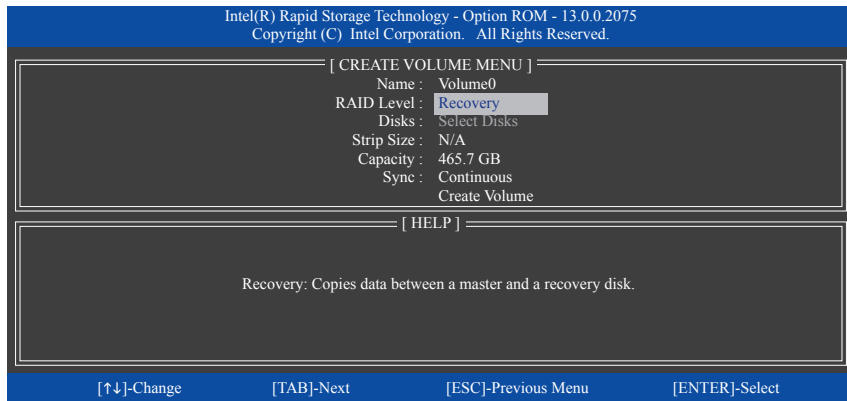 Intel(R) Rapid Storage Technology - Option ROM - 13.0.0.2075
Copyright (C) Intel Corporation. All Rights Reserved.
[ CREATE VOLUME MENU ]
Name : Volume0
RAID Level : Recovery
Disks : Select Disks
Strip Size : N/A
Capacity : 465.7 GB
Sync : Continuous
Create Volume
[ HELP ]
Recovery: Copies data between a master and a recovery disk.
[↑↓]-Change [TAB]-Next [ESC]-Previous Menu [ENTER]-Select